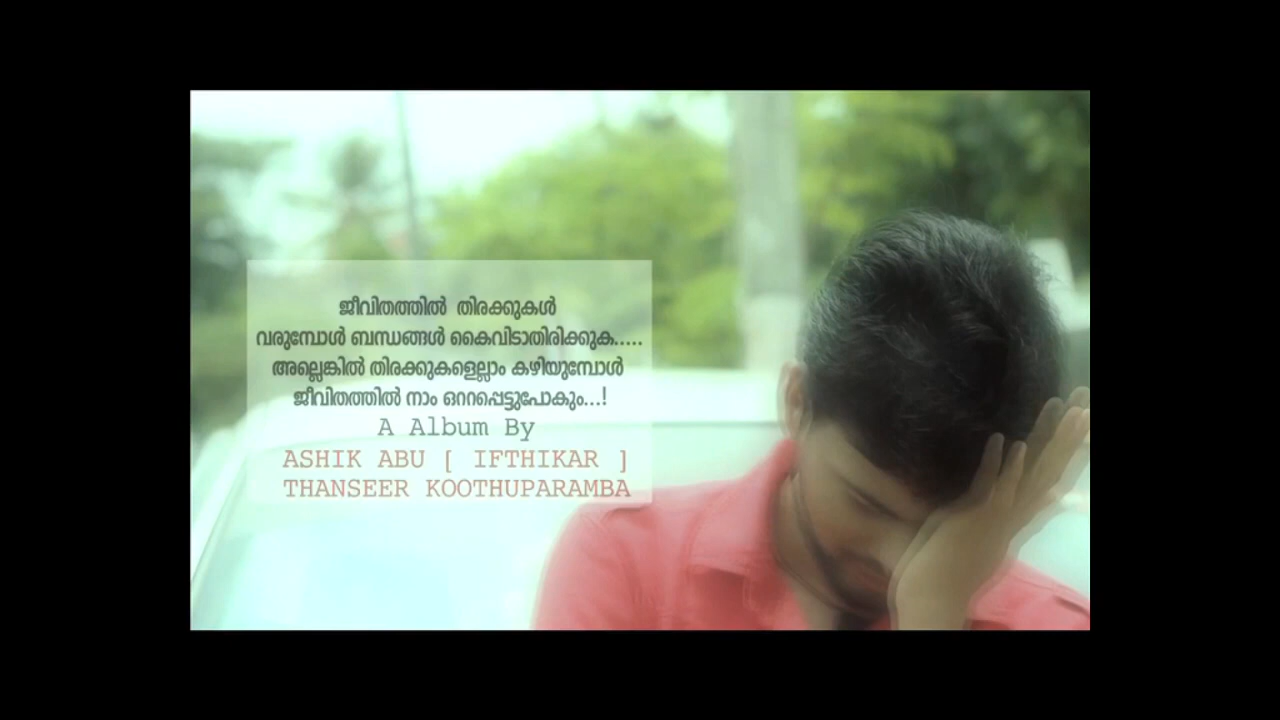 ജീവിതത്തിൽ തിരക്കുകൾ
വരുമ്പോൾ ബന്ധങ്ങൾ കൈവിടാതിരിക്കുക.....
അല്ലെങ്കിൽ തിരക്കുകളെല്ലാം കഴിയുമ്പോൾ
ജീവിതത്തിൽ നാം ഒററപ്പെട്ടുപോകും...!
A Album By
ASHIK ABU [ IFTHIKAR ]
THANSEER KOOTHUPARAMBA